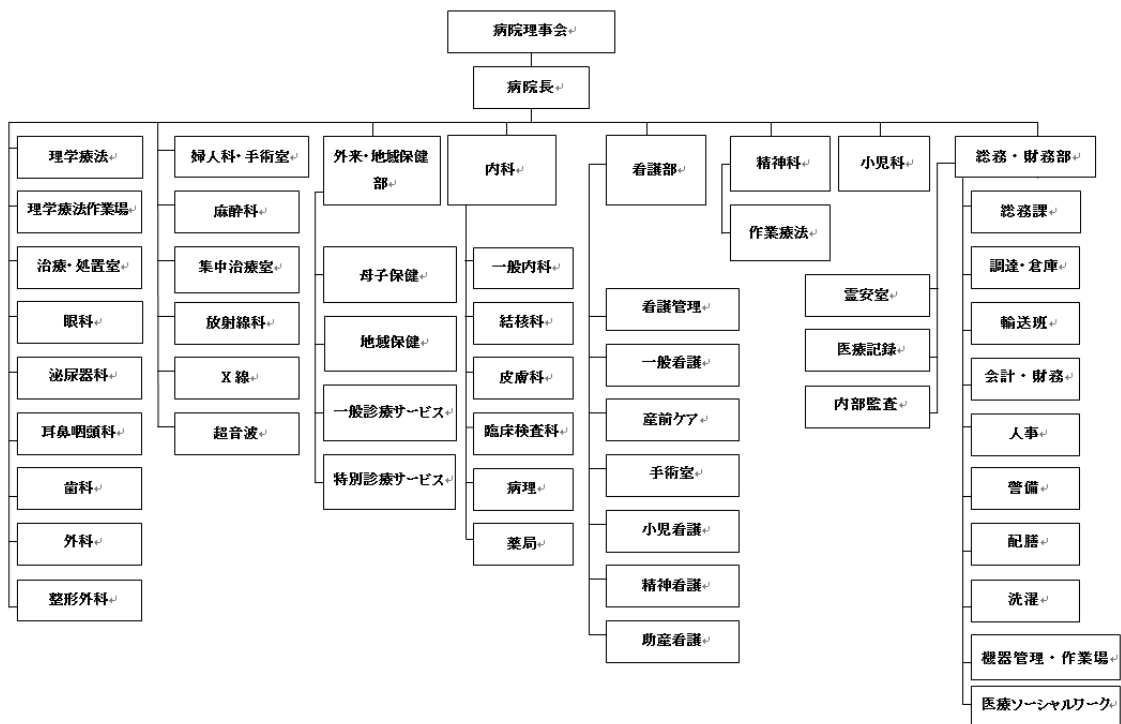 病院理事会
病院長
理学療法
理学療法作業場
治療・処置室
眼科
泌尿器科
耳鼻咽頭科
歯科
外科
整形外科
婦人科・手術室
麻酔科
集中治療室
放射線科
X線
超音波
外来・地域保健
部
母子保健
地域保健
一般診療サービス
特別診療サービス
内科
一般内科
結核科
皮膚科
臨床検査科
病理
薬局
看護部
看護管理
一般看護
産前ケア
手術室
小児看護
精神看護
助産看護
精神科
作業療法
小児科
総務・財務部
霊安室
医療記録
内部監査
総務課
調達・倉庫
輸送班
会計・財務
人事
警備
配膳
洗濯
機器管理・作業場
医療ソーシャルワーク